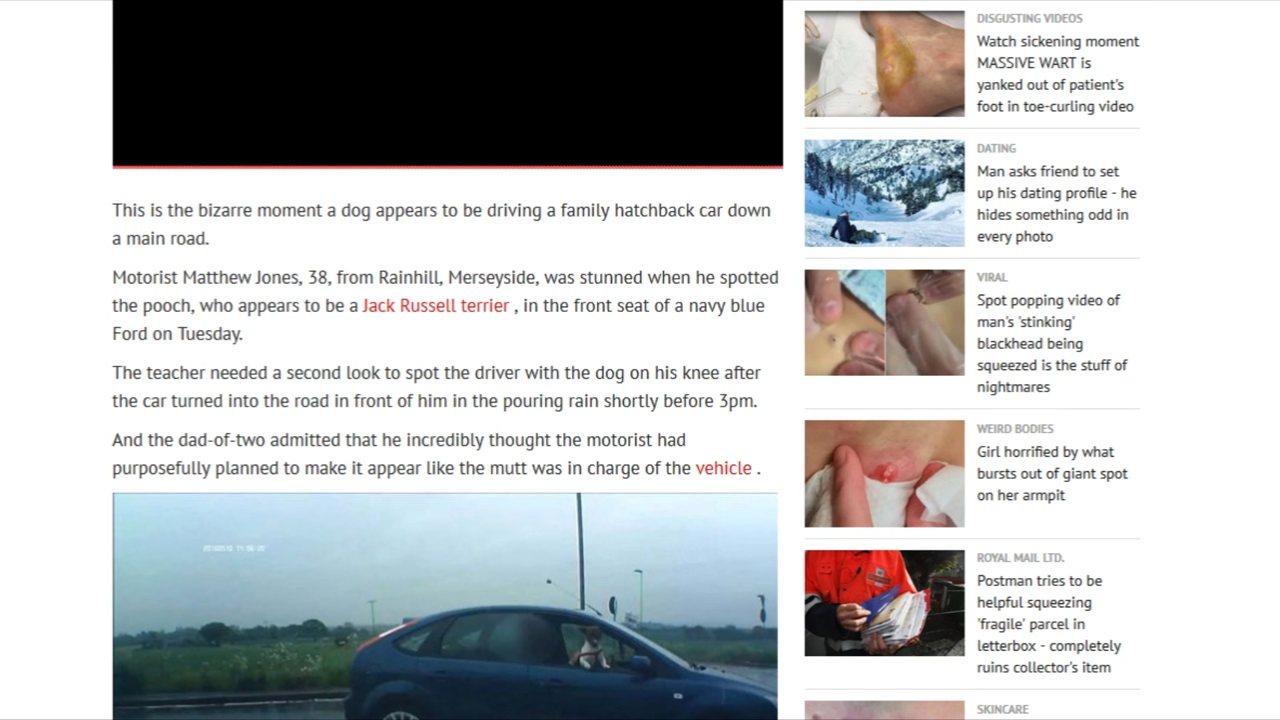 This is the bizarre moment a dog appears to be driving a family hatchback car down
a main road.
Motorist Matthew Jones, 38, from Rainhill, Merseyside, was stunned when he spotted
the pooch, who appears to be a Jack Russell terrier , in the front seat of a navy blue
Ford on Tuesday.
The teacher needed a second look to spot the driver with the dog on his knee after
the car turned into the road in front of him in the pouring rain shortly before 3pm.
And the dad-of-two admitted that he incredibly thought the motorist had
purposefully planned to make it appear like the mutt was in charge of the vehicle .
DISGUSTING VIDEOS
Watch sickening moment
MASSIVE WART is
yanked out of patient's
foot in toe-curling video
DATING
Man asks friend to set
up his dating profile - he
hides something odd in
every photo
VIRAL
Spot popping video of
man's 'stinking'
blackhead being
squeezed is the stuff of
nightmares
WEIRD BODIES
Girl horrified by what
bursts out of giant spot
on her armpit
ROYAL MAIL LTD.
Postman tries to be
helpful squeezing
'fragile' parcel in
letterbox - completely
ruins collector's item
SKINCARE